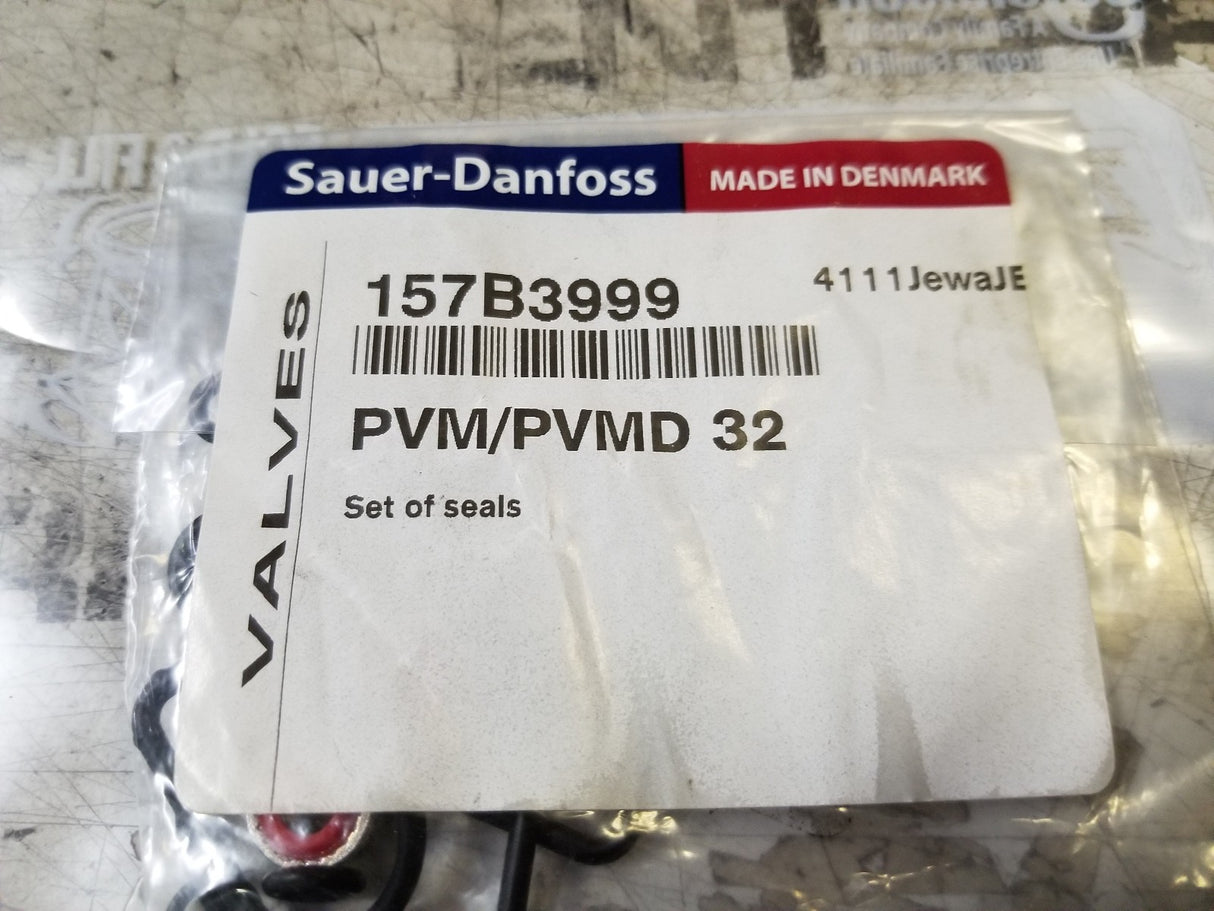 Sauer-Danfoss
MADE IN DENMARK
VALVES
157B3999
4111JewaJE
PVM/PVMD 32
Set of seals